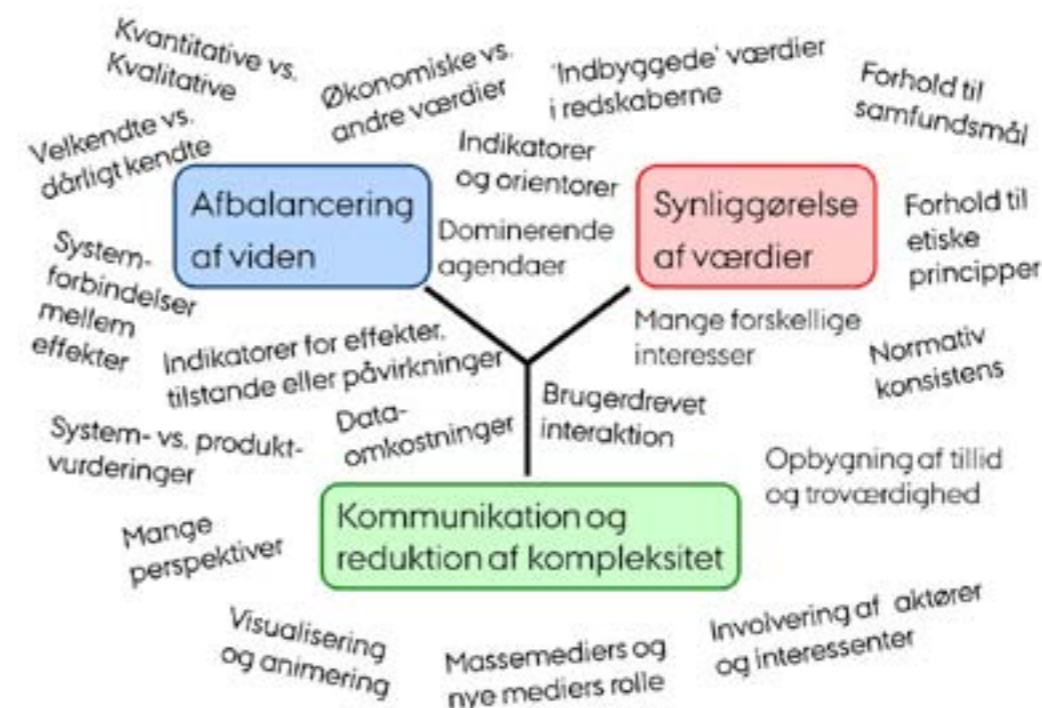 Kvantitative vs.
Kvalitative
Økonomiske vs.
andre værdier
'Indbyggede' værdier
i redskaberne
Forhold til
samfundsmål
Velkendte vs.
dårligt kendte
Indikatorer
og orientorer
Afbalancering
af viden
Dominerende
agendaer
Synliggørelse
af værdier
Forhold til
etiske
principper
System-
forbindelser
mellem
effekter
Indikatorer for effekter,
tilstande eller påvirkninger
Mange forskellige
interesser
Normativ
konsistens
System- vs. produkt-
vurderinger
Data-
omkostninger
Brugerdrevet
interaktion
Opbygning af tillid
og troværdighed
Kommunikation og
reduktion af kompleksitet
Mange
perspektiver
Visualisering
og animering
Massemediers og
nye mediers rolle
Involvering af aktører
og interessenter